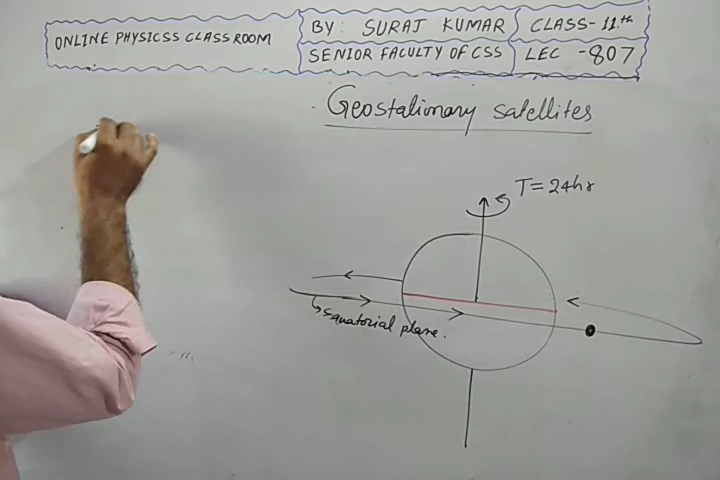 ONLINE PHYSICSS CLASS ROOM
BY: SURAJ KUMAR
CLASS-11th
SENIOR FACULTY OF CSS
LEC -807
Geostationary satellites
T=24hr
Equatorial plane.